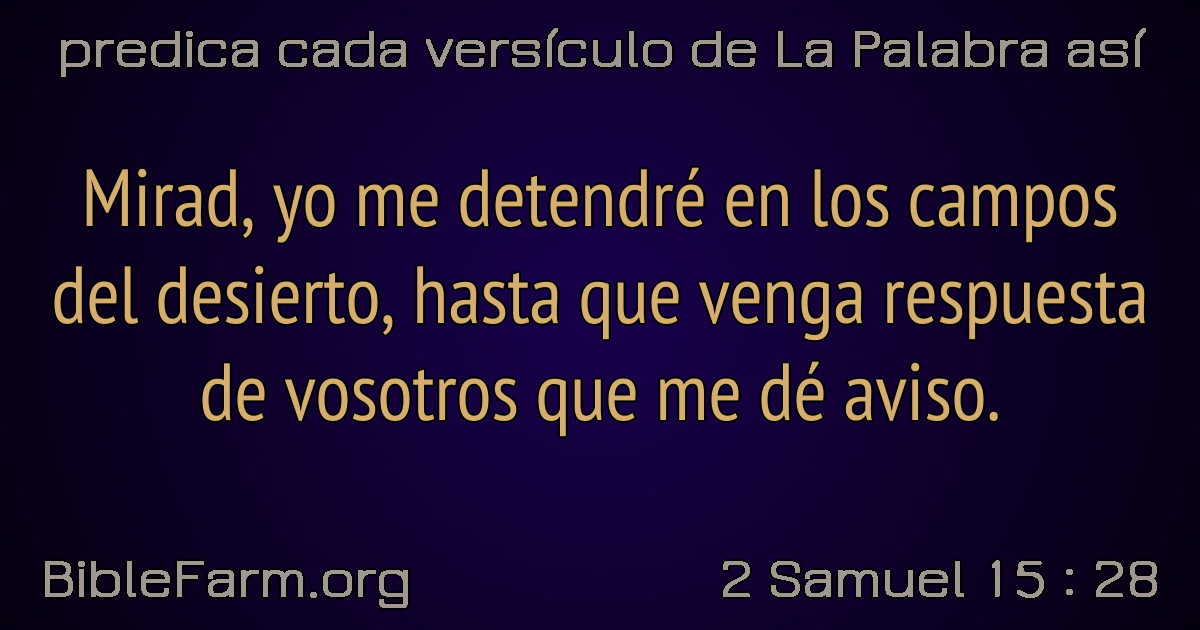 predica cada versículo de La Palabra así
Mirad, yo me detendré en los campos
del desierto, hasta que venga respuesta
de vosotros que me dé aviso.
BibleFarm.org
2 Samuel 15 : 28